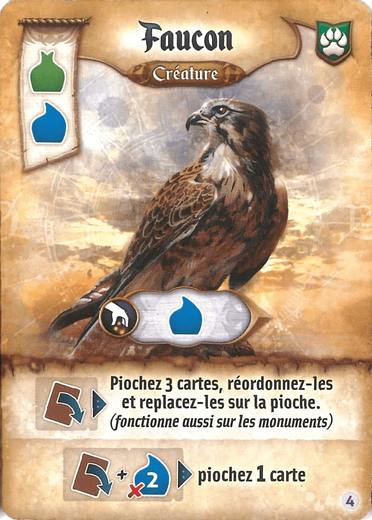 Faucon
Créature
Piochez 3 cartes, réordonnez-les
et replacez-les sur la pioche.
(fonctionne aussi sur les monuments)
+ 2 piochez 1 carte
4